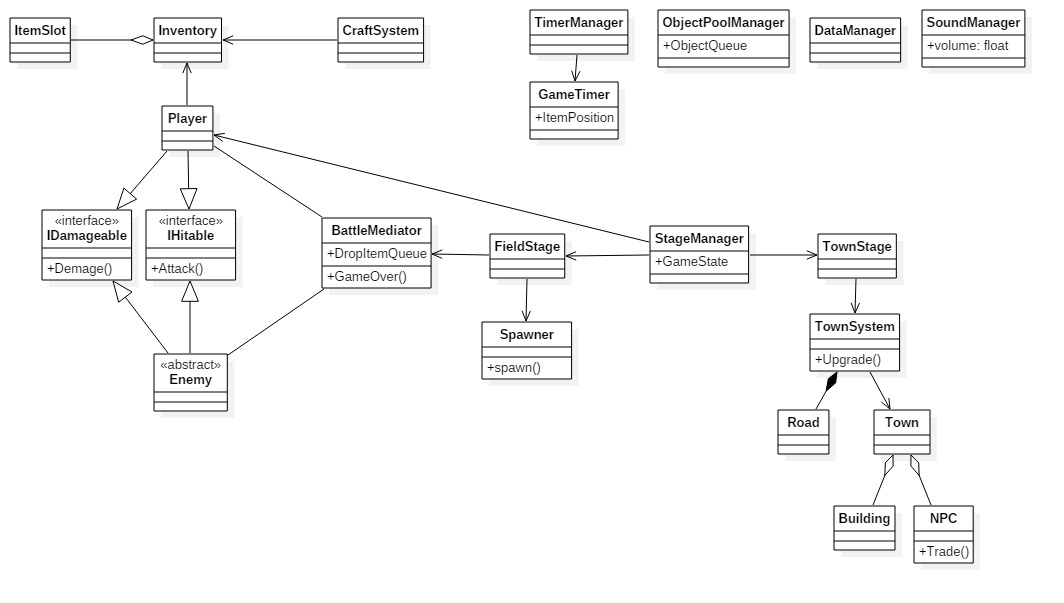 ItemSlot
Inventory
CraftSystem
TimerManager
ObjectPoolManager
+ObjectQueue
DataManager
SoundManager
+volume: float
GameTimer
+ItemPosition
Player
«interface»
IDamageable
+Demage()
«interface»
IHitable
+Attack()
BattleMediator
+DropItemQueue
+GameOver()
FieldStage
StageManager
+GameState
TownStage
Spawner
+spawn()
TownSystem
+Upgrade()
«abstract»
Enemy
Road
Town
Building
NPC
+Trade()